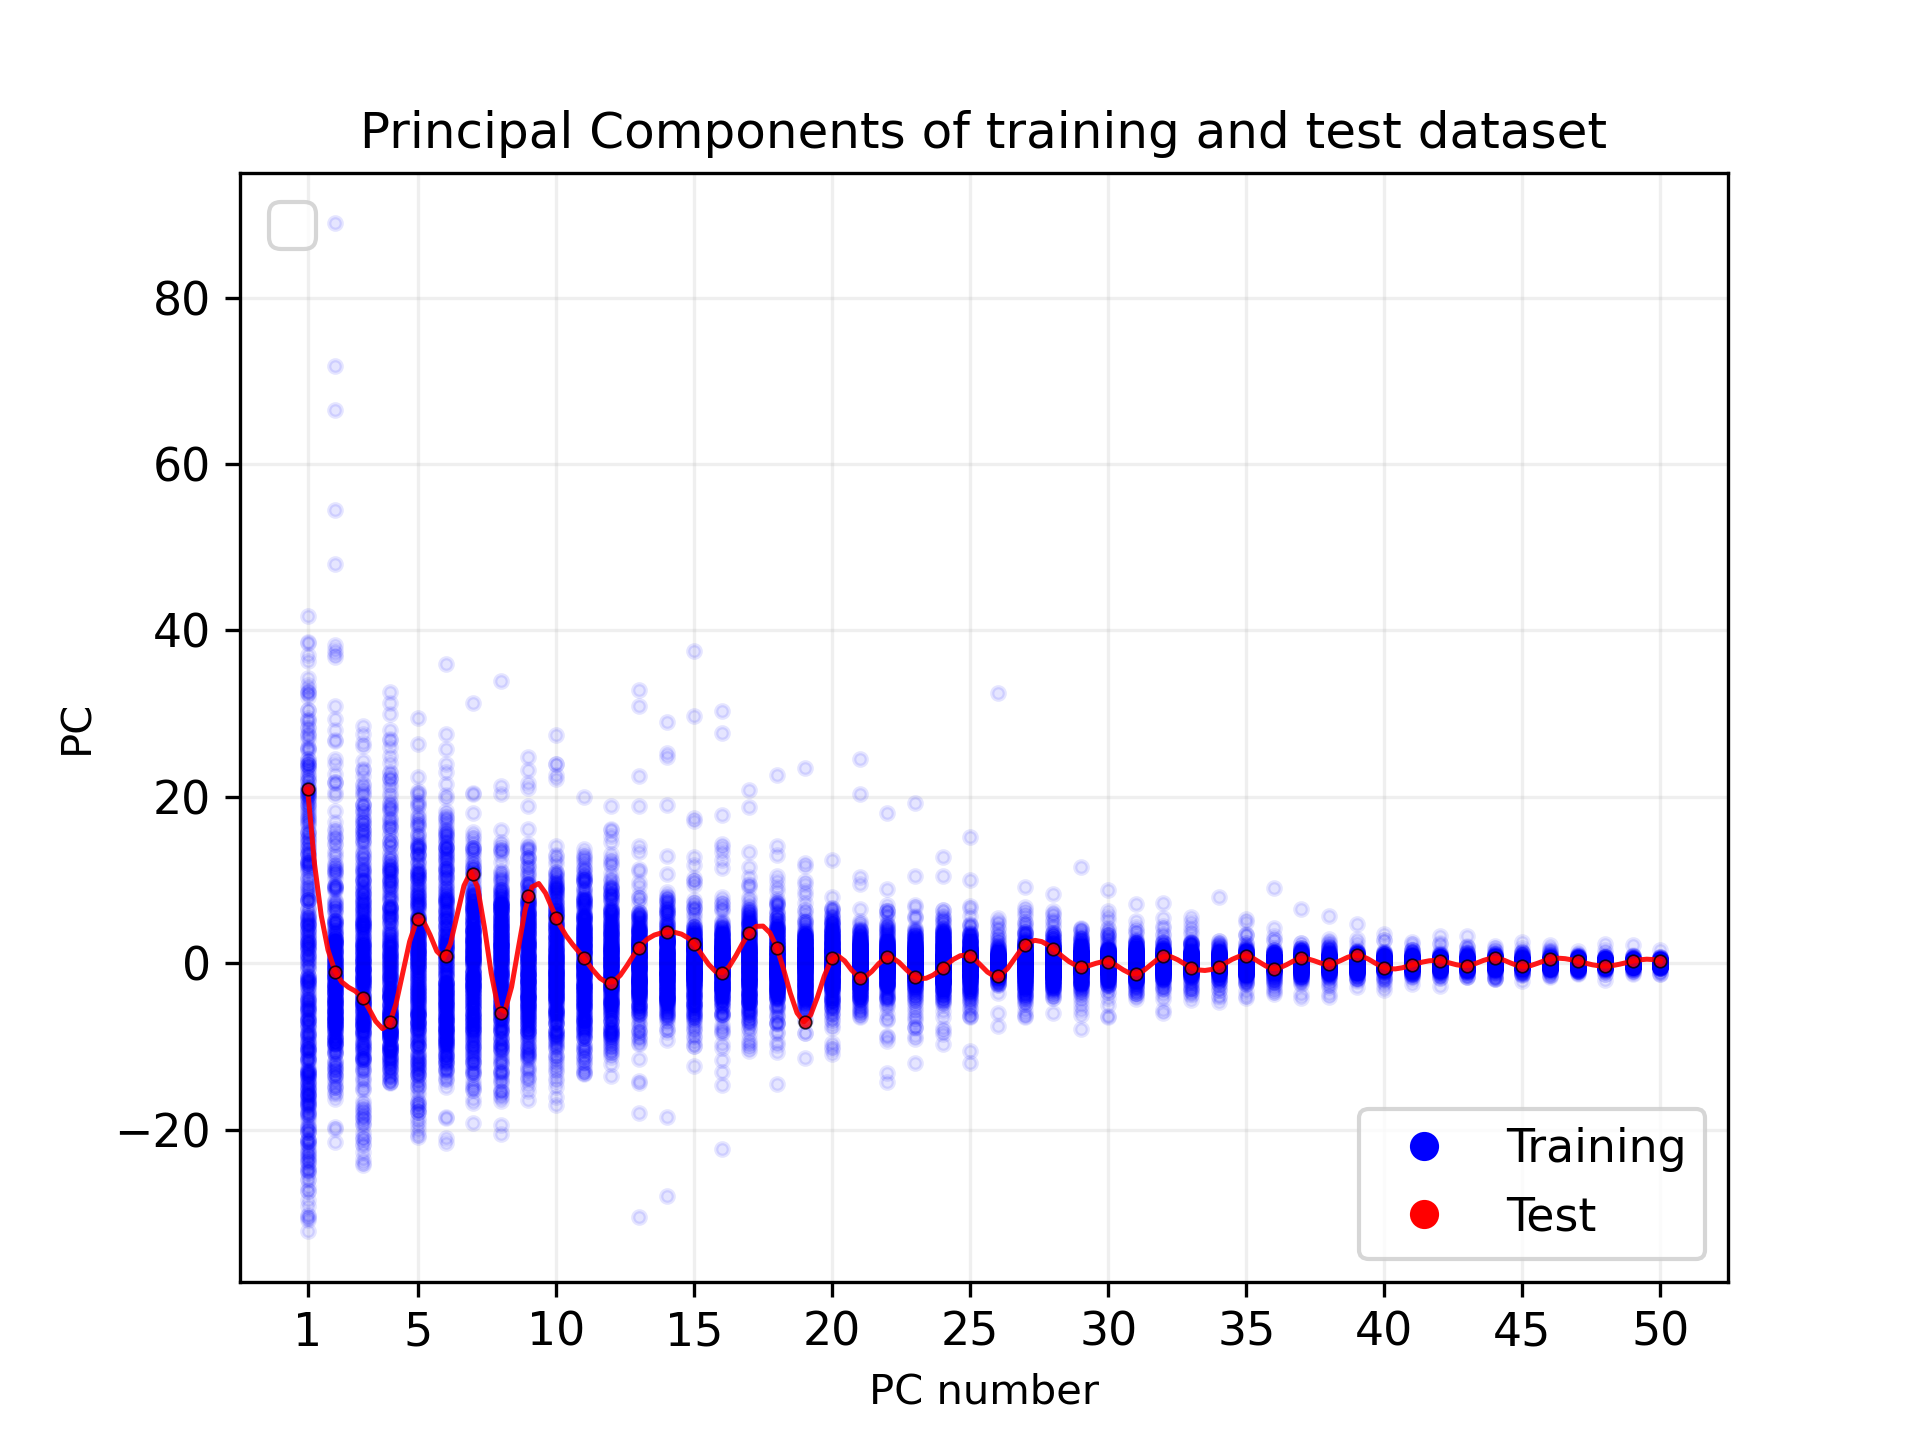 Principal Components of training and test dataset
80
60
40
20
0
−20
PC
Training
Test
1 5 10 15 20 25 30 35 40 45 50
PC number